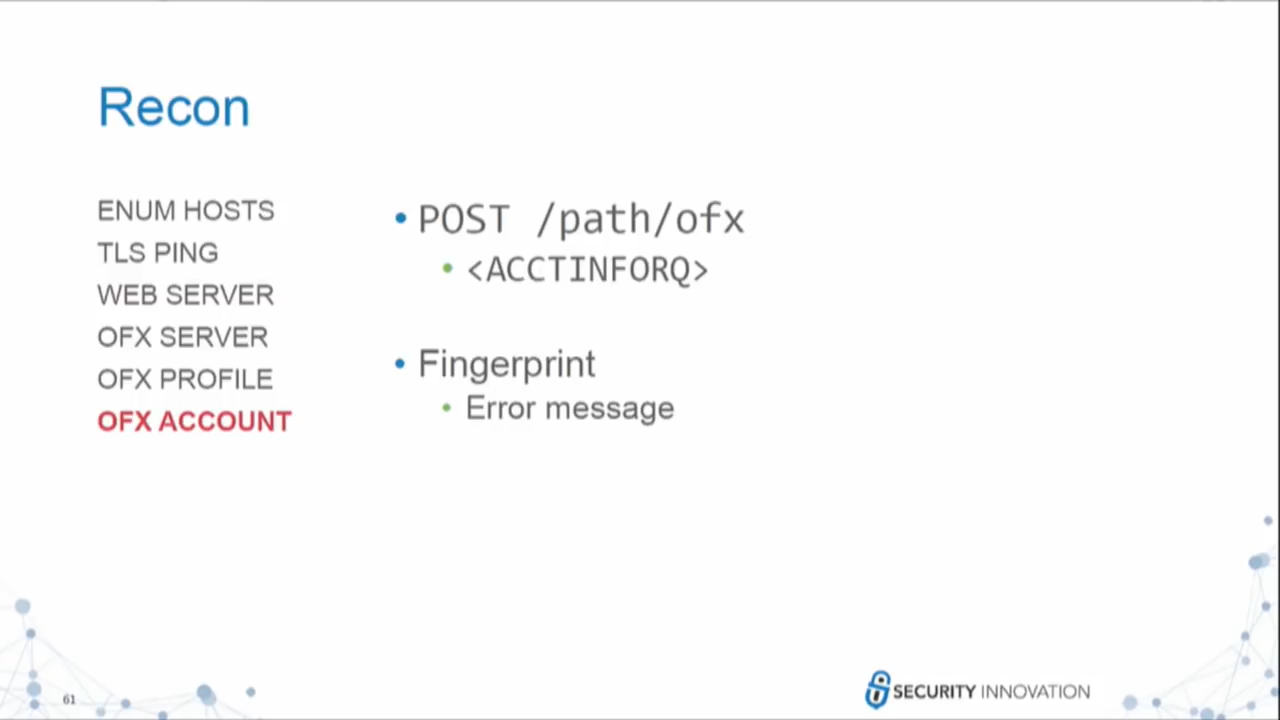 Recon
ENUM HOSTS
TLS PING
WEB SERVER
OFX SERVER
OFX PROFILE
OFX ACCOUNT
• POST /path/ofx
• <ACCTINFORQ>
• Fingerprint
• Error message
61
SECURITY INNOVATION